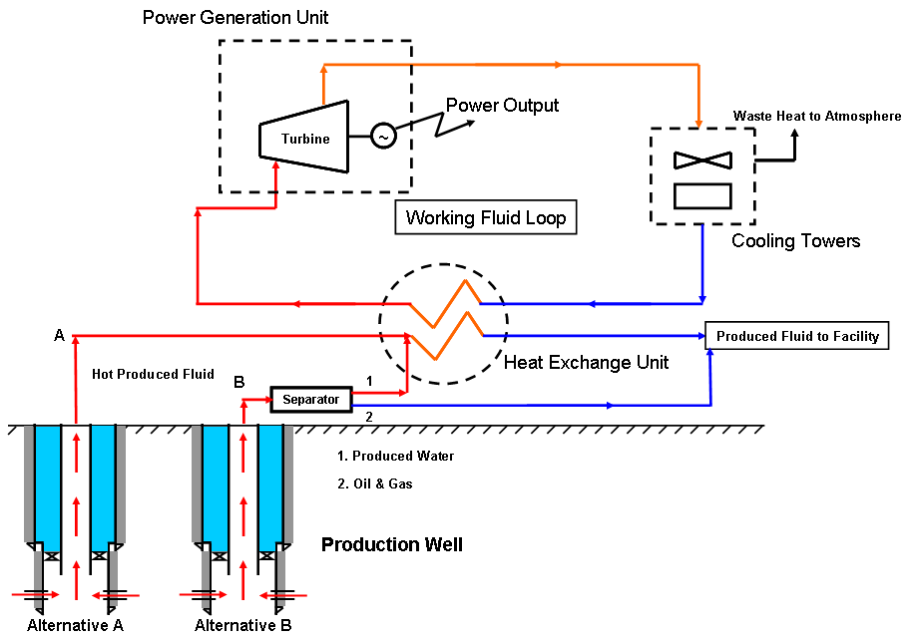 Power Generation Unit
Power Output
Turbine
~
Waste Heat to Atmosphere
Working Fluid Loop
Cooling Towers
A
Produced Fluid to Facility
Heat Exchange Unit
Hot Produced Fluid
B
1
Separator
2
1. Produced Water
2. Oil & Gas
Production Well
Alternative A
Alternative B